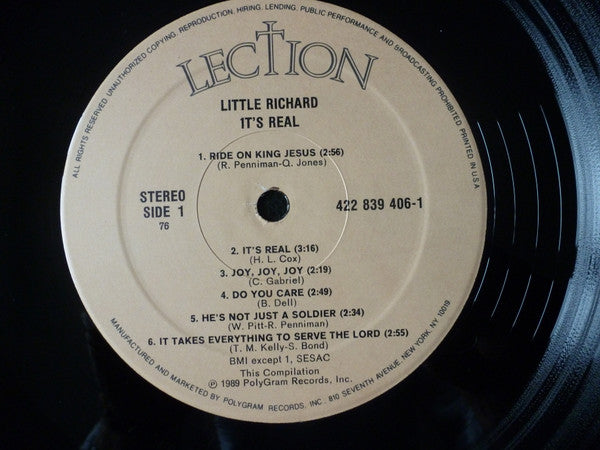 ALL RIGHTS RESERVED. UNAUTHORIZED COPYING, REPRODUCTION, HIRING, LENDING, PUBLIC PERFORMANCE AND BROADCASTING PROHIBITED. PRINTED IN U.S.A.
LECTION
LITTLE RICHARD
IT'S REAL
1. RIDE ON KING JESUS (2:56)
(R. Penniman-Q. Jones)
STEREO
SIDE 1
76
422 839 406-1
2. IT'S REAL (3:16)
(H. L. Cox)
3. JOY, JOY, JOY (2:19)
(C. Gabriel)
4. DO YOU CARE (2:49)
(B. Dell)
5. HE'S NOT JUST A SOLDIER (2:34)
(W. Pitt-R. Penniman)
6. IT TAKES EVERYTHING TO SERVE THE LORD (2:55)
(T. M. Kelly-S. Bond)
BMI except 1, SESAC
This Compilation
℗ 1989 PolyGram Records, Inc.
MANUFACTURED AND MARKETED BY POLYGRAM RECORDS, INC. 810 SEVENTH AVENUE, NEW YORK, NY 10019